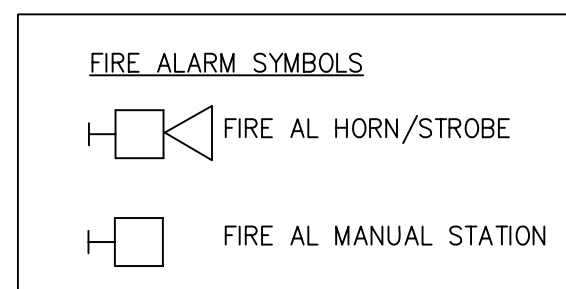 FIRE ALARM SYMBOLS
FIRE AL HORN/STROBE
FIRE AL MANUAL STATION